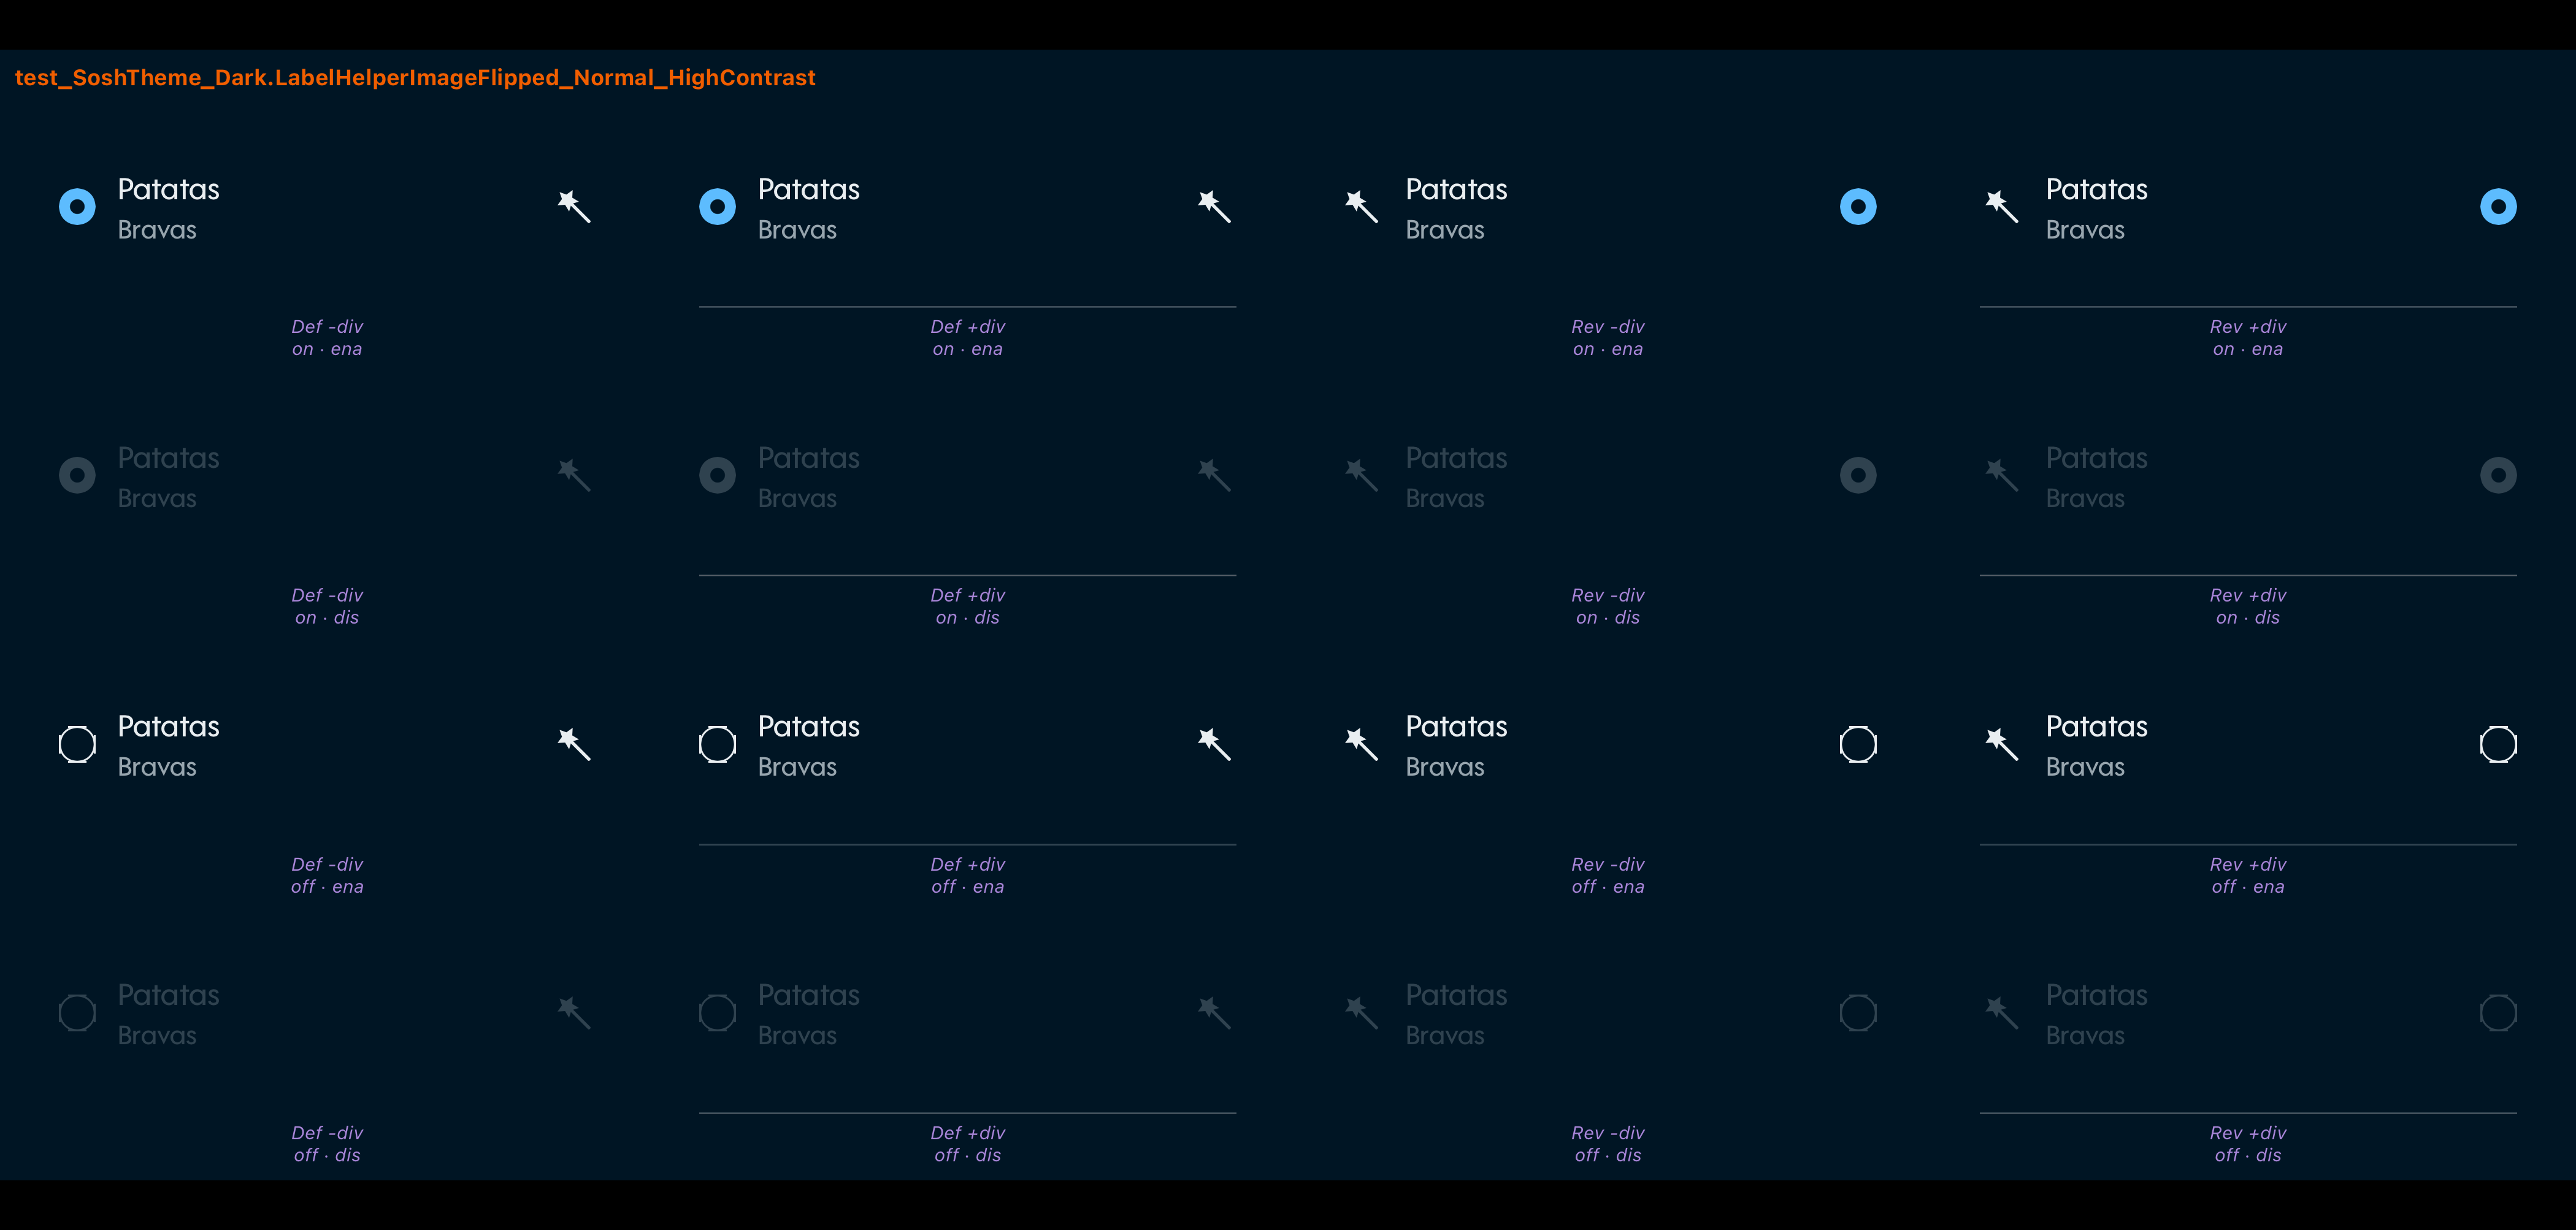 test_SoshTheme_Dark.LabelHelperImageFlipped_Normal_HighContrast
Patatas
Bravas
Def -div
on · ena
Patatas
Bravas
Def +div
on · ena
Patatas
Bravas
Rev -div
on · ena
Patatas
Bravas
Rev +div
on · ena
Patatas
Bravas
Def -div
on · dis
Patatas
Bravas
Def +div
on · dis
Patatas
Bravas
Rev -div
on · dis
Patatas
Bravas
Rev +div
on · dis
Patatas
Bravas
Def -div
off · ena
Patatas
Bravas
Def +div
off · ena
Patatas
Bravas
Rev -div
off · ena
Patatas
Bravas
Rev +div
off · ena
Patatas
Bravas
Def -div
off · dis
Patatas
Bravas
Def +div
off · dis
Patatas
Bravas
Rev -div
off · dis
Patatas
Bravas
Rev +div
off · dis